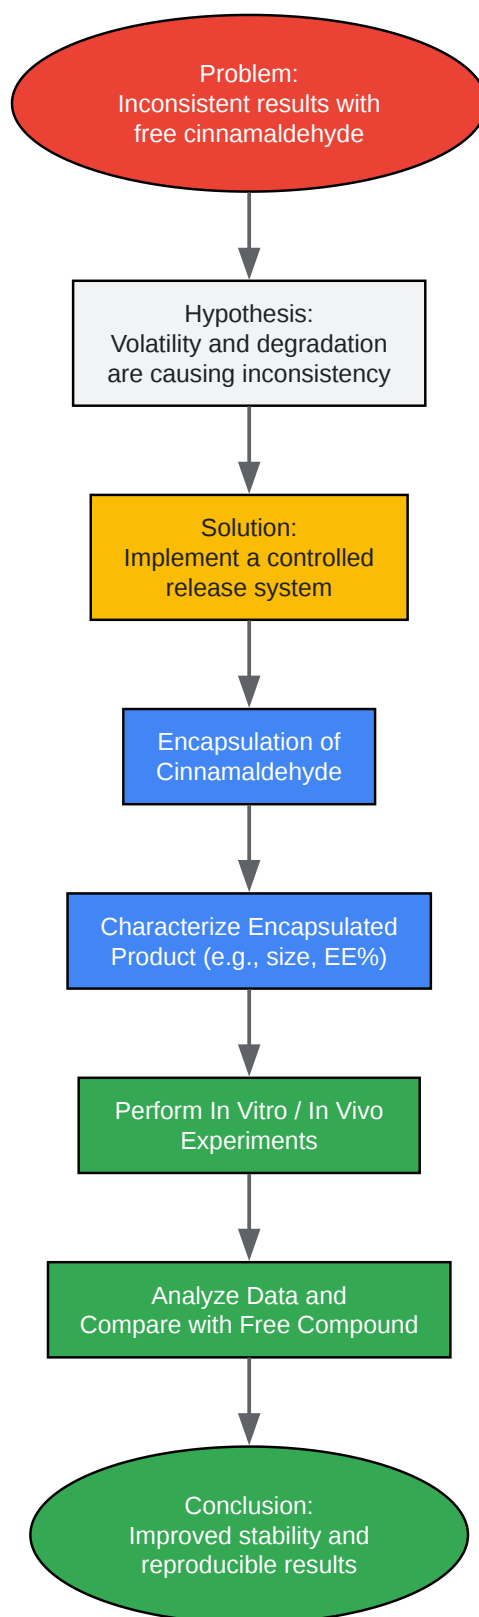 Problem:
Inconsistent results with
free cinnamaldehyde
Hypothesis:
Volatility and degradation
are causing inconsistency
Solution:
Implement a controlled
release system
Encapsulation of
Cinnamaldehyde
Characterize Encapsulated
Product (e.g., size, EE%)
Perform In Vitro / In Vivo
Experiments
Analyze Data and
Compare with Free Compound
Conclusion:
Improved stability and
reproducible results